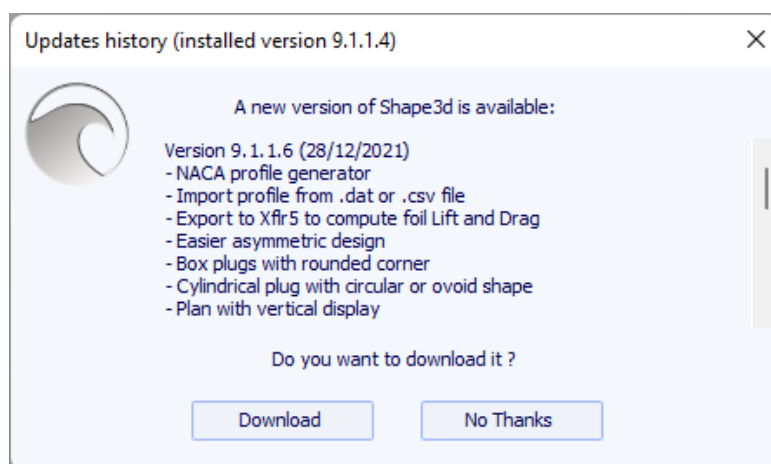 Updates history (installed version 9.1.1.4)
A new version of Shape3d is available:
Version 9.1.1.6 (28/12/2021)
- NACA profile generator
- Import profile from .dat or .csv file
- Export to Xflr5 to compute foil Lift and Drag
- Easier asymmetric design
- Box plugs with rounded corner
- Cylindrical plug with circular or ovoid shape
- Plan with vertical display
Do you want to download it ?
Download
No Thanks